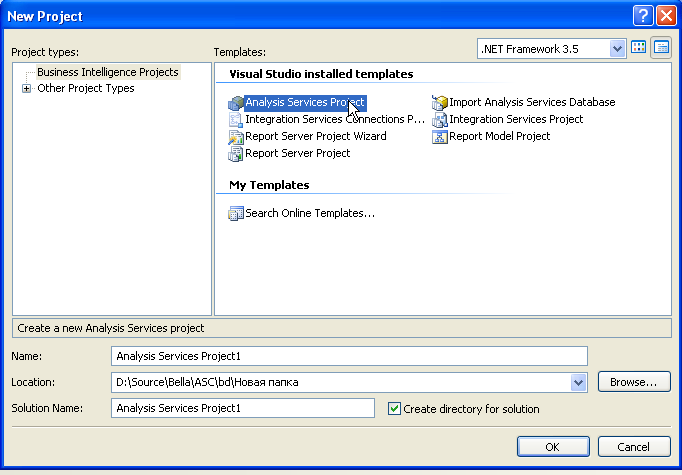 New Project
Project types:
Templates:
.NET Framework 3.5
Business Intelligence Projects
Other Project Types
Visual Studio installed templates
Analysis Services Project
Import Analysis Services Database
Integration Services Connections P...
Integration Services Project
Report Server Project Wizard
Report Model Project
Report Server Project
My Templates
Search Online Templates...
Create a new Analysis Services project
Name:
Analysis Services Project1
Location:
D:\Source\Bella\ASC\bd\Новая папка
Browse...
Solution Name:
Analysis Services Project1
Create directory for solution
OK
Cancel